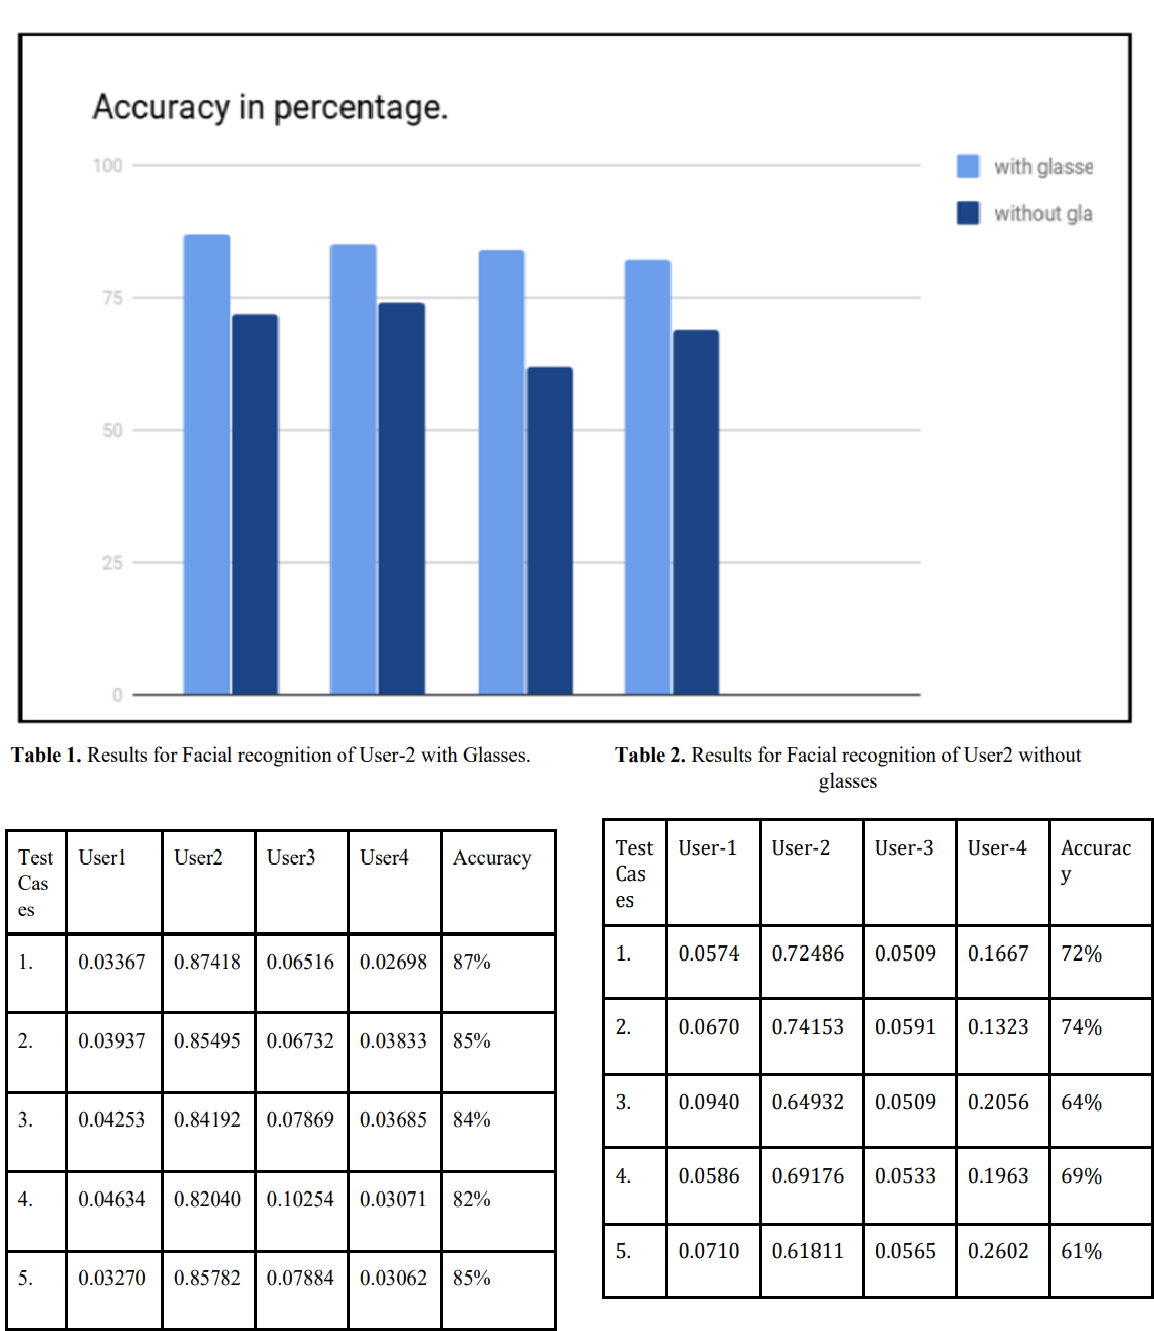 Accuracy in percentage.
100
75
50
25
0
with glasse
without gla
Table 1. Results for Facial recognition of User-2 with Glasses.
Test Cas es User1 User2 User3 User4 Accuracy
1. 0.03367 0.87418 0.06516 0.02698 87%
2. 0.03937 0.85495 0.06732 0.03833 85%
3. 0.04253 0.84192 0.07869 0.03685 84%
4. 0.04634 0.82040 0.10254 0.03071 82%
5. 0.03270 0.85782 0.07884 0.03062 85%
Table 2. Results for Facial recognition of User2 without
glasses
Test Cas es User-1 User-2 User-3 User-4 Accurac y
1. 0.0574 0.72486 0.0509 0.1667 72%
2. 0.0670 0.74153 0.0591 0.1323 74%
3. 0.0940 0.64932 0.0509 0.2056 64%
4. 0.0586 0.69176 0.0533 0.1963 69%
5. 0.0710 0.61811 0.0565 0.2602 61%